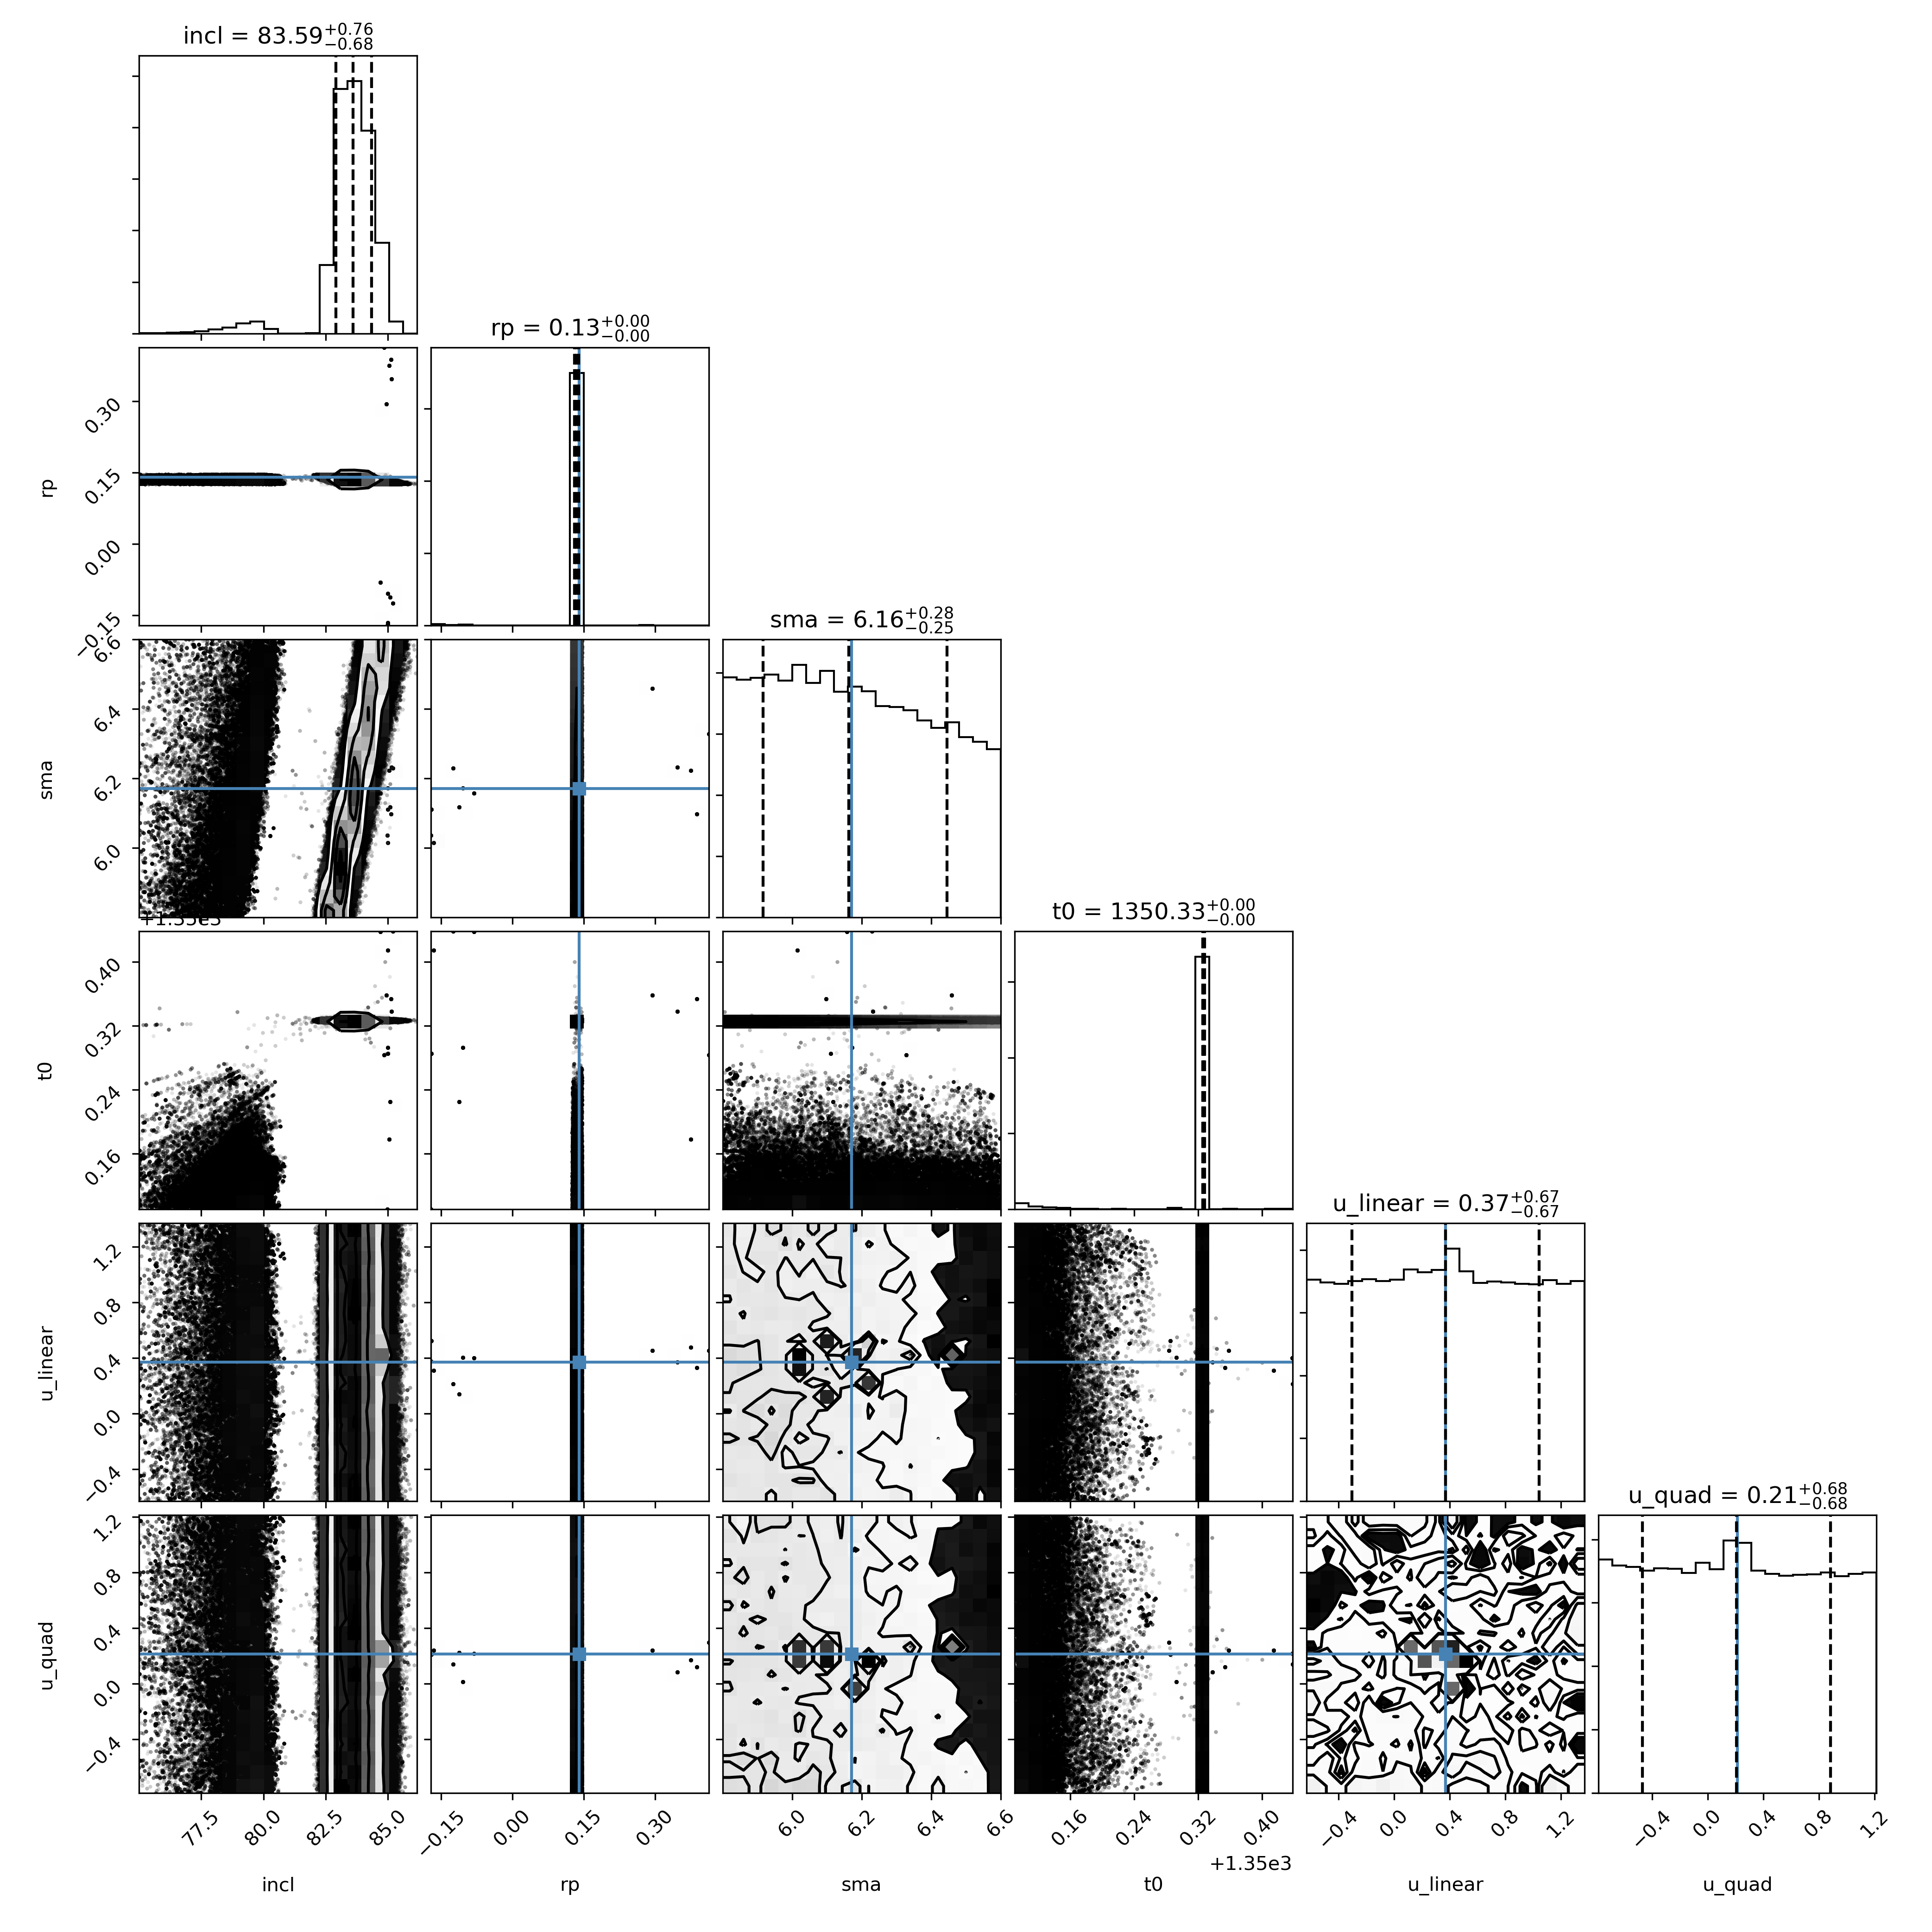 incl = 83.59+0.76−0.68
rp = 0.13+0.00−0.00
0.30
0.15
0.00
−0.15
rp
sma = 6.16+0.28−0.25
6.6
6.4
6.2
6.0
sma
+1.35e3
t0 = 1350.33+0.00−0.00
0.40
0.32
0.24
0.16
t0
u_linear = 0.37+0.67−0.67
1.2
0.8
0.4
0.0
−0.4
u_linear
u_quad = 0.21+0.68−0.68
1.2
0.8
0.4
0.0
−0.4
u_quad
77.5 80.0 82.5 85.0 −0.15 0.00 0.15 0.30 6.0 6.2 6.4 6.6 0.16 0.24 0.32 0.40 −0.4 0.0 0.4 0.8 1.2 −0.4 0.0 0.4 0.8 1.2
+1.35e3
incl rp sma t0 u_linear u_quad